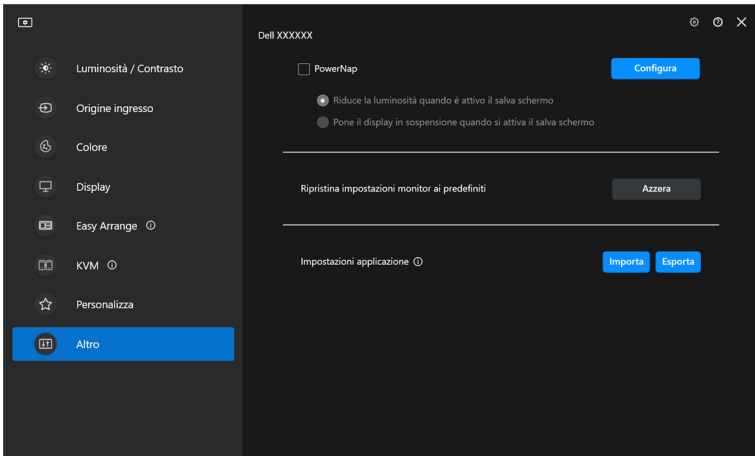 Dell XXXXXX
Luminosità / Contrasto
Origine ingresso
Colore
Display
Easy Arrange
KVM
Personalizza
Altro
PowerNap
Configura
Riduce la luminosità quando è attivo il salva schermo
Pone il display in sospensione quando si attiva il salva schermo
Ripristina impostazioni monitor ai predefiniti
Azzera
Impostazioni applicazione
Importa
Esporta